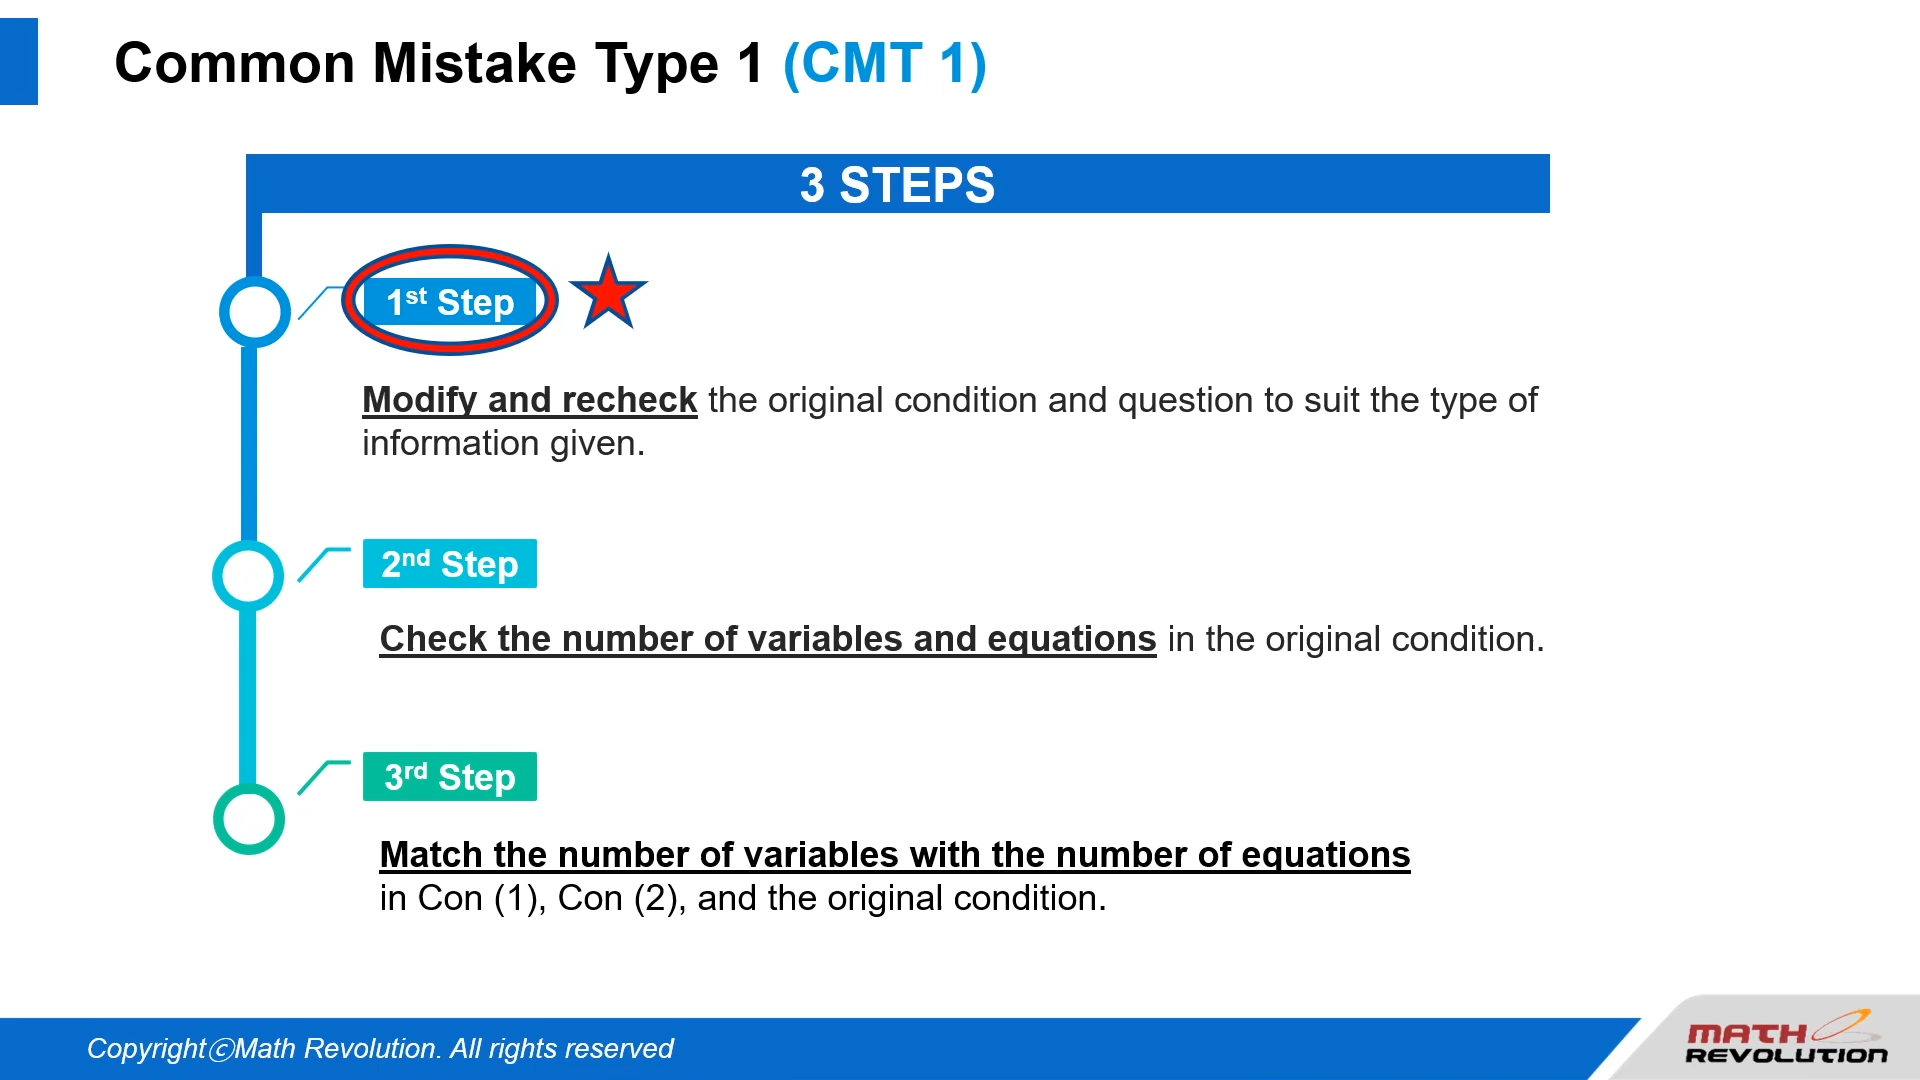 Common Mistake Type 1 (CMT 1)
3 STEPS
1st Step
Modify and recheck the original condition and question to suit the type of
information given.
2nd Step
Check the number of variables and equations in the original condition.
3rd Step
Match the number of variables with the number of equations
in Con (1), Con (2), and the original condition.
Copyrightⓒ Math Revolution. All rights reserved
MATH
REVOLUTION